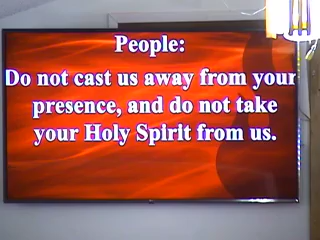 People:
Do not cast us away from your
presence, and do not take
your Holy Spirit from us.